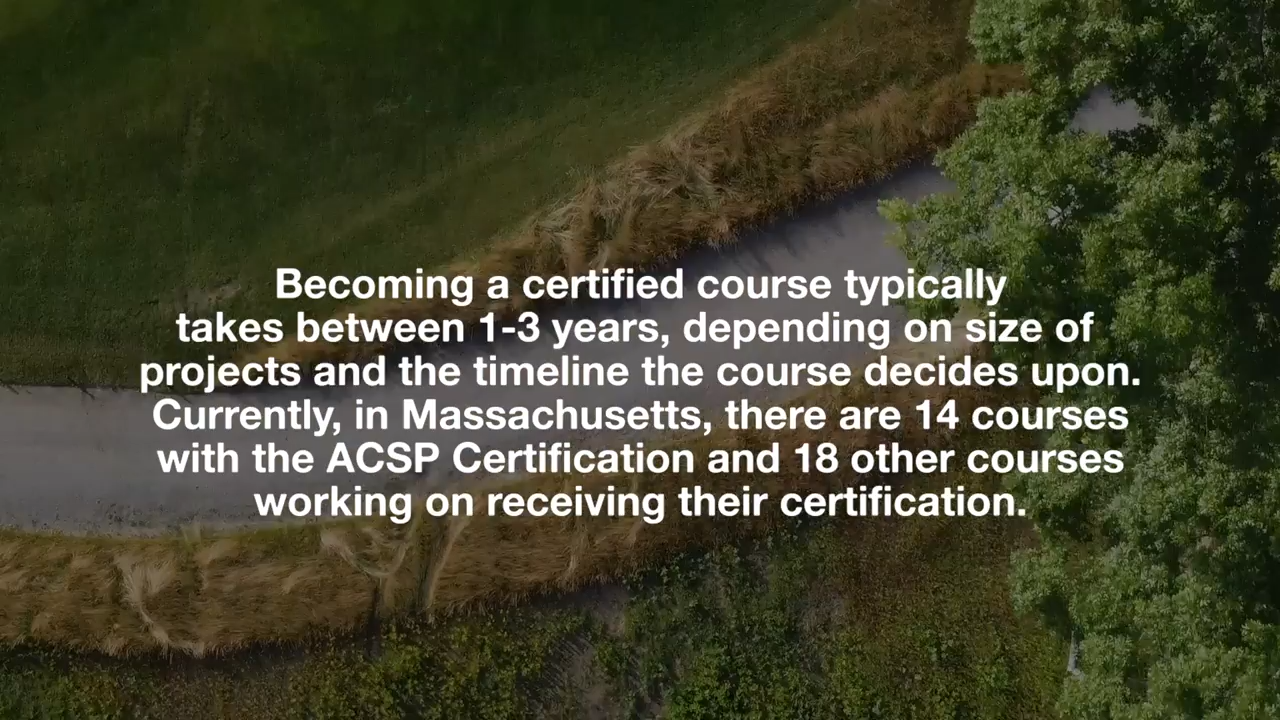 Becoming a certified course typically
takes between 1-3 years, depending on size of
projects and the timeline the course decides upon.
Currently, in Massachusetts, there are 14 courses
with the ACSP Certification and 18 other courses
working on receiving their certification.